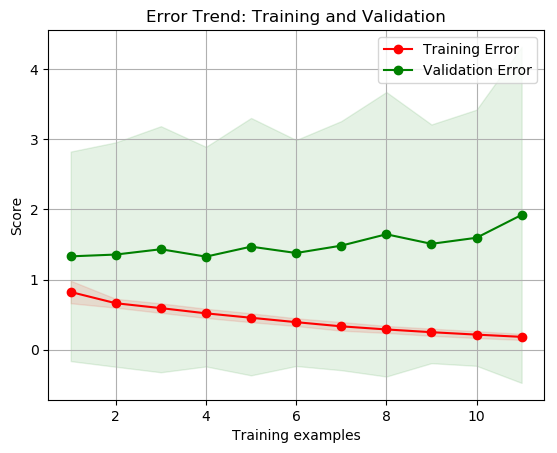 Error Trend: Training and Validation
Training Error
Validation Error
Score
4
3
2
1
0
2 4 6 8 10
Training examples